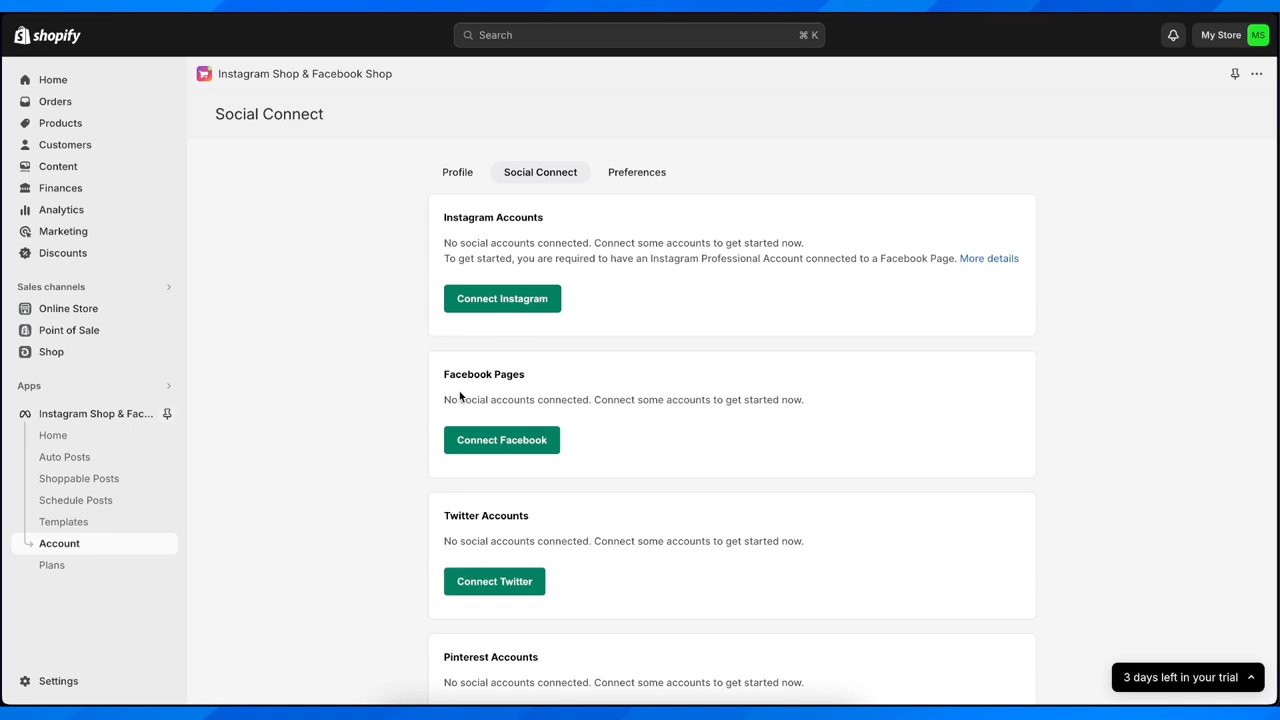 shopify
Search
⌘ K
My Store
MS
Home
Orders
Products
Customers
Content
Finances
Analytics
Marketing
Discounts
Sales channels
Online Store
Point of Sale
Shop
Apps
Instagram Shop & Fac...
Home
Auto Posts
Shoppable Posts
Schedule Posts
Templates
Account
Plans
Settings
Instagram Shop & Facebook Shop
Social Connect
Profile
Social Connect
Preferences
Instagram Accounts
No social accounts connected. Connect some accounts to get started now.
To get started, you are required to have an Instagram Professional Account connected to a Facebook Page. More details
Connect Instagram
Facebook Pages
No social accounts connected. Connect some accounts to get started now.
Connect Facebook
Twitter Accounts
No social accounts connected. Connect some accounts to get started now.
Connect Twitter
Pinterest Accounts
No social accounts connected. Connect some accounts to get started now.
3 days left in your trial